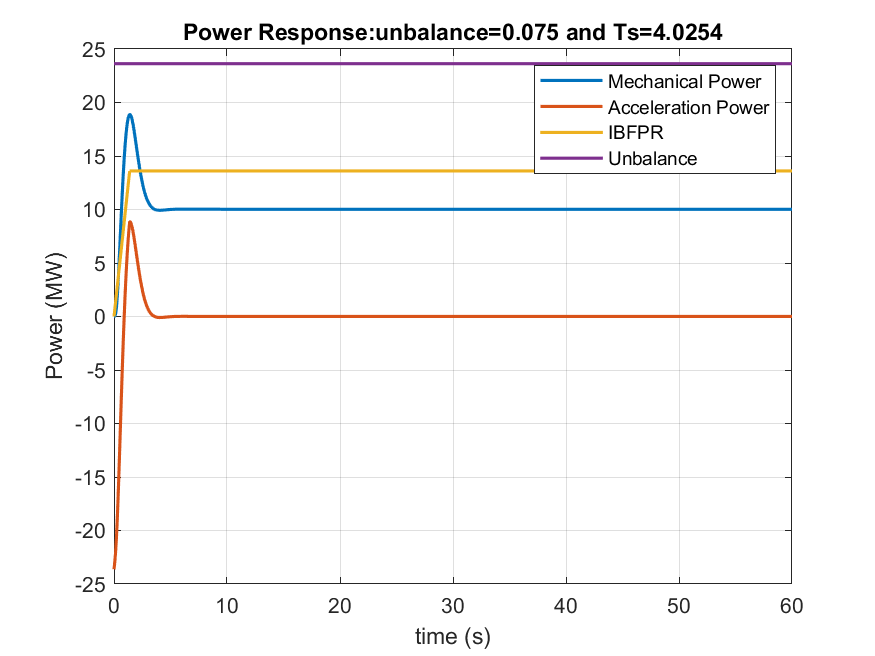 Power Response:unbalance=0.075 and Ts=4.0254
25
20
15
10
5
0
-5
-10
-15
-20
-25
Power (MW)
Mechanical Power
Acceleration Power
IBFPR
Unbalance
0 10 20 30 40 50 60
time (s)